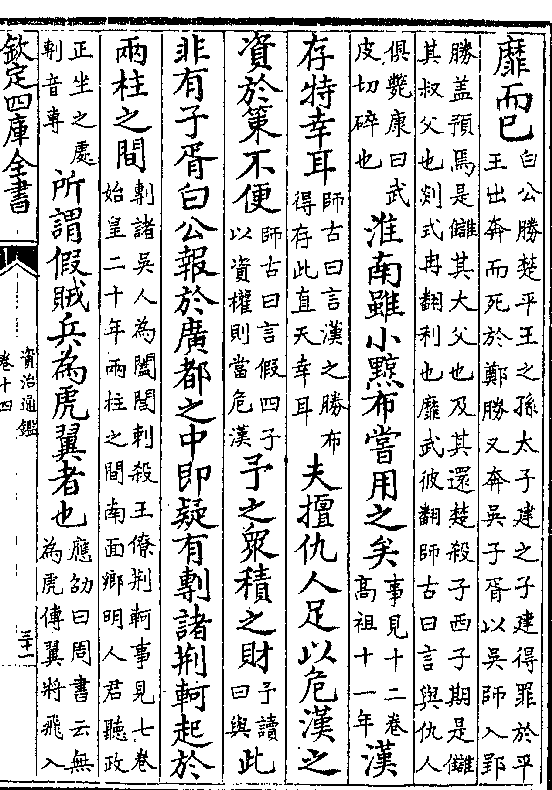 靡而已白公勝楚平王之孫太子建之子建得罪於平王出奔而死於鄭勝又奔吳子胥以吳師入郢
勝盖預焉是讎其大父也及其還楚殺子西子期是讎其叔父也剡式冉翻利也靡武彼翻師古曰言與仇人
俱斃康曰武皮切碎也淮南雖小黥布嘗用之矣事見十二卷高祖十一年漢
存特幸耳師古曰言漢之勝布得存此直天幸耳夫擅仇人足以危漢之
資於策不便師古曰言假四子以資權則當危漢予之衆積之財予讀曰與此
非有子胥白公報於廣都之中即疑有剸諸荆軻起於
兩柱之間剸諸吳人為闔閭刺殺王僚荆軻事見七卷始皇二十年兩柱之間南面鄉明人君聽政
正坐之處剸音專所謂假賊兵為虎翼者也應劭曰周書云無為虎傅翼將飛入
欽定四庫全書
資治通鑑
卷十四